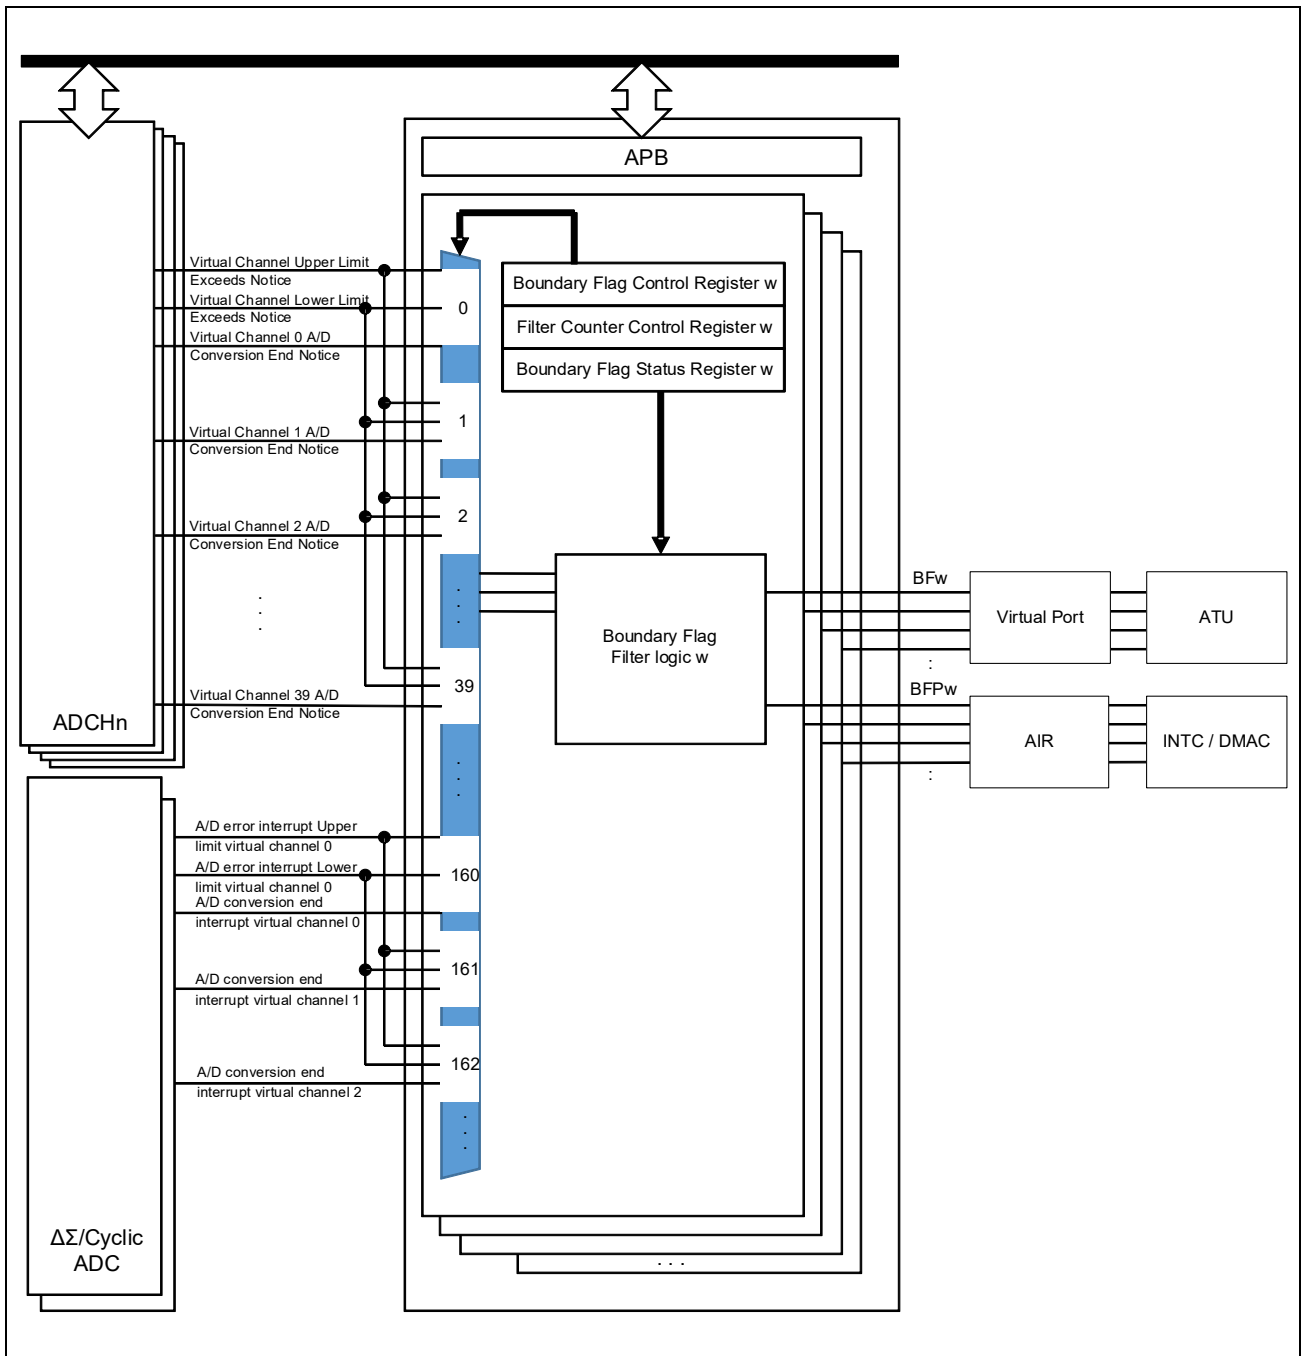 APB
Virtual Channel Upper Limit
Exceeds Notice
Virtual Channel Lower Limit
Exceeds Notice
Virtual Channel 0 A/D
Conversion End Notice
0
Boundary Flag Control Register w
Filter Counter Control Register w
Boundary Flag Status Register w
Virtual Channel 1 A/D
Conversion End Notice
1
Virtual Channel 2 A/D
Conversion End Notice
2
. . .
. . .
Boundary Flag
Filter logic w
BFw
Virtual Port
ATU
:
Virtual Channel 39 A/D
Conversion End Notice
39
ADCHn
BFPw
AIR
INTC / DMAC
:
. . .
A/D error interrupt Upper
limit virtual channel 0
A/D error interrupt Lower
limit virtual channel 0
A/D conversion end
interrupt virtual channel 0
160
A/D conversion end
interrupt virtual channel 1
161
A/D conversion end
interrupt virtual channel 2
162
. . .
ΔΣ/Cyclic
ADC
. . .